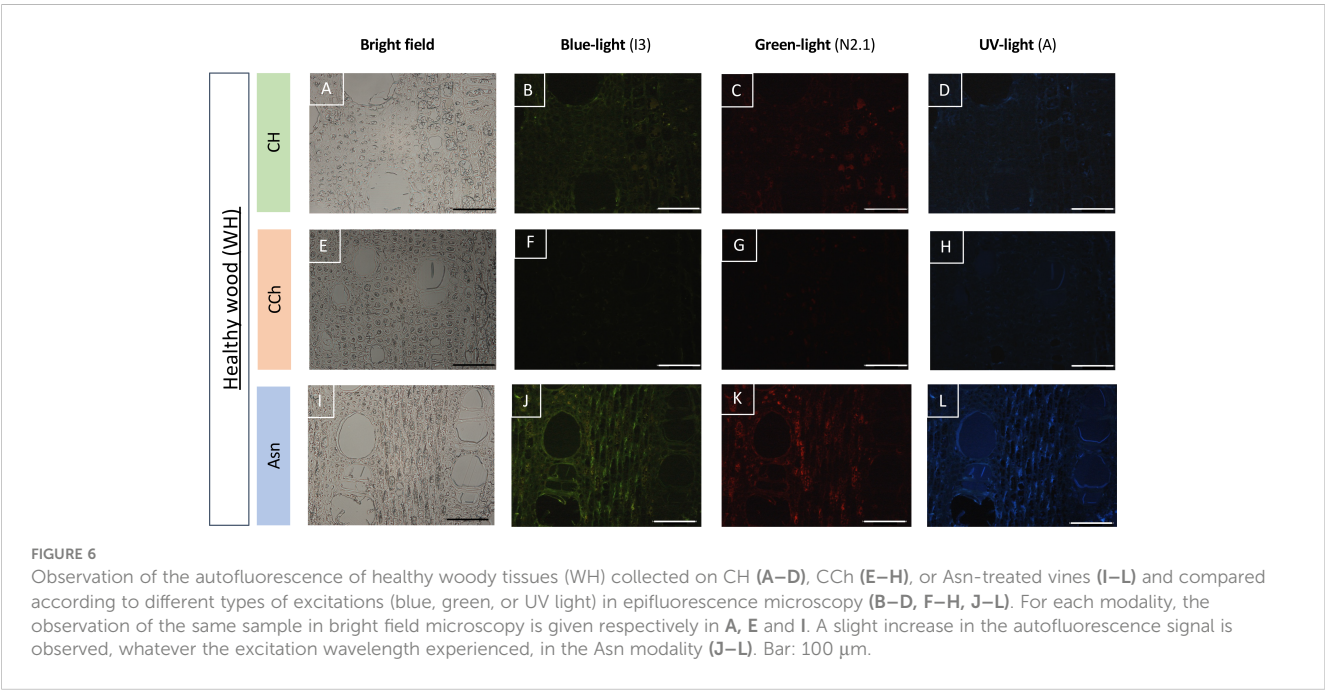 Bright field
Blue-light (I3)
Green-light (N2.1)
UV-light (A)
Healthy wood (WH)
CH
A
B
C
D
CCh
E
F
G
H
Asn
I
J
K
L
FIGURE 6
Observation of the autofluorescence of healthy woody tissues (WH) collected on CH (A–D), CCh (E–H), or Asn-treated vines (I–L) and compared
according to different types of excitations (blue, green, or UV light) in epifluorescence microscopy (B–D, F–H, J–L). For each modality, the
observation of the same sample in bright field microscopy is given respectively in A, E and I. A slight increase in the autofluorescence signal is
observed, whatever the excitation wavelength experienced, in the Asn modality (J–L). Bar: 100 μm.